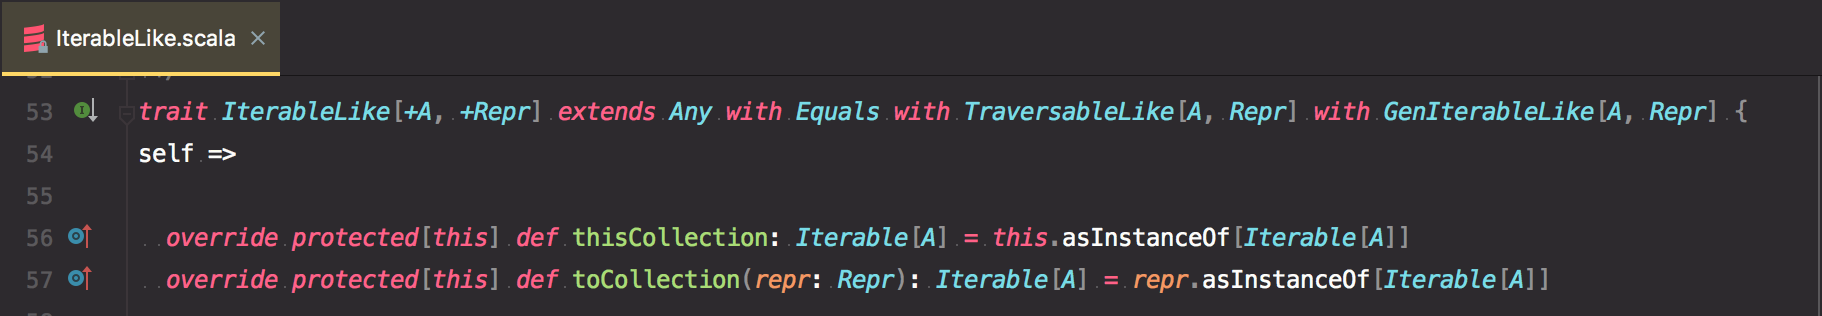 IterableLike.scala
53 trait IterableLike[+A, +Repr] extends Any with Equals with TraversableLike[A, Repr] with GenIterableLike[A, Repr] {
54 self =>
55
56 override protected[this] def thisCollection: Iterable[A] = this.asInstanceOf[Iterable[A]]
57 override protected[this] def toCollection(repr: Repr): Iterable[A] = repr.asInstanceOf[Iterable[A]]